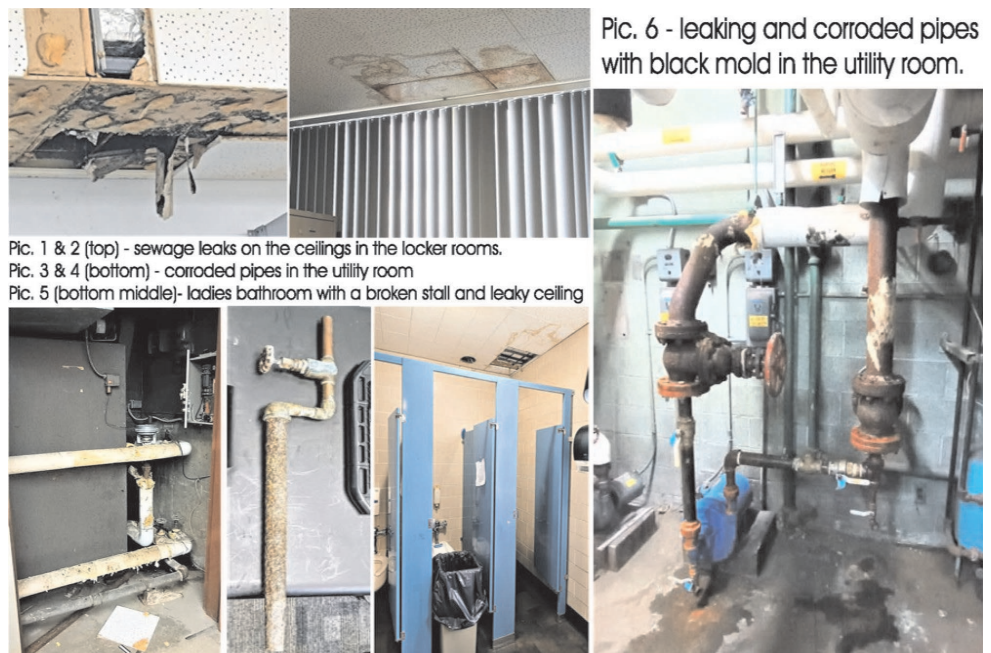 Pic. 6 - leaking and corroded pipes
with black mold in the utility room.
Pic. 1 & 2 (top) - sewage leaks on the ceilings in the locker rooms.
Pic. 3 & 4 (bottom) - corroded pipes in the utility room
Pic. 5 (bottom middle)- ladies bathroom with a broken stall and leaky ceiling